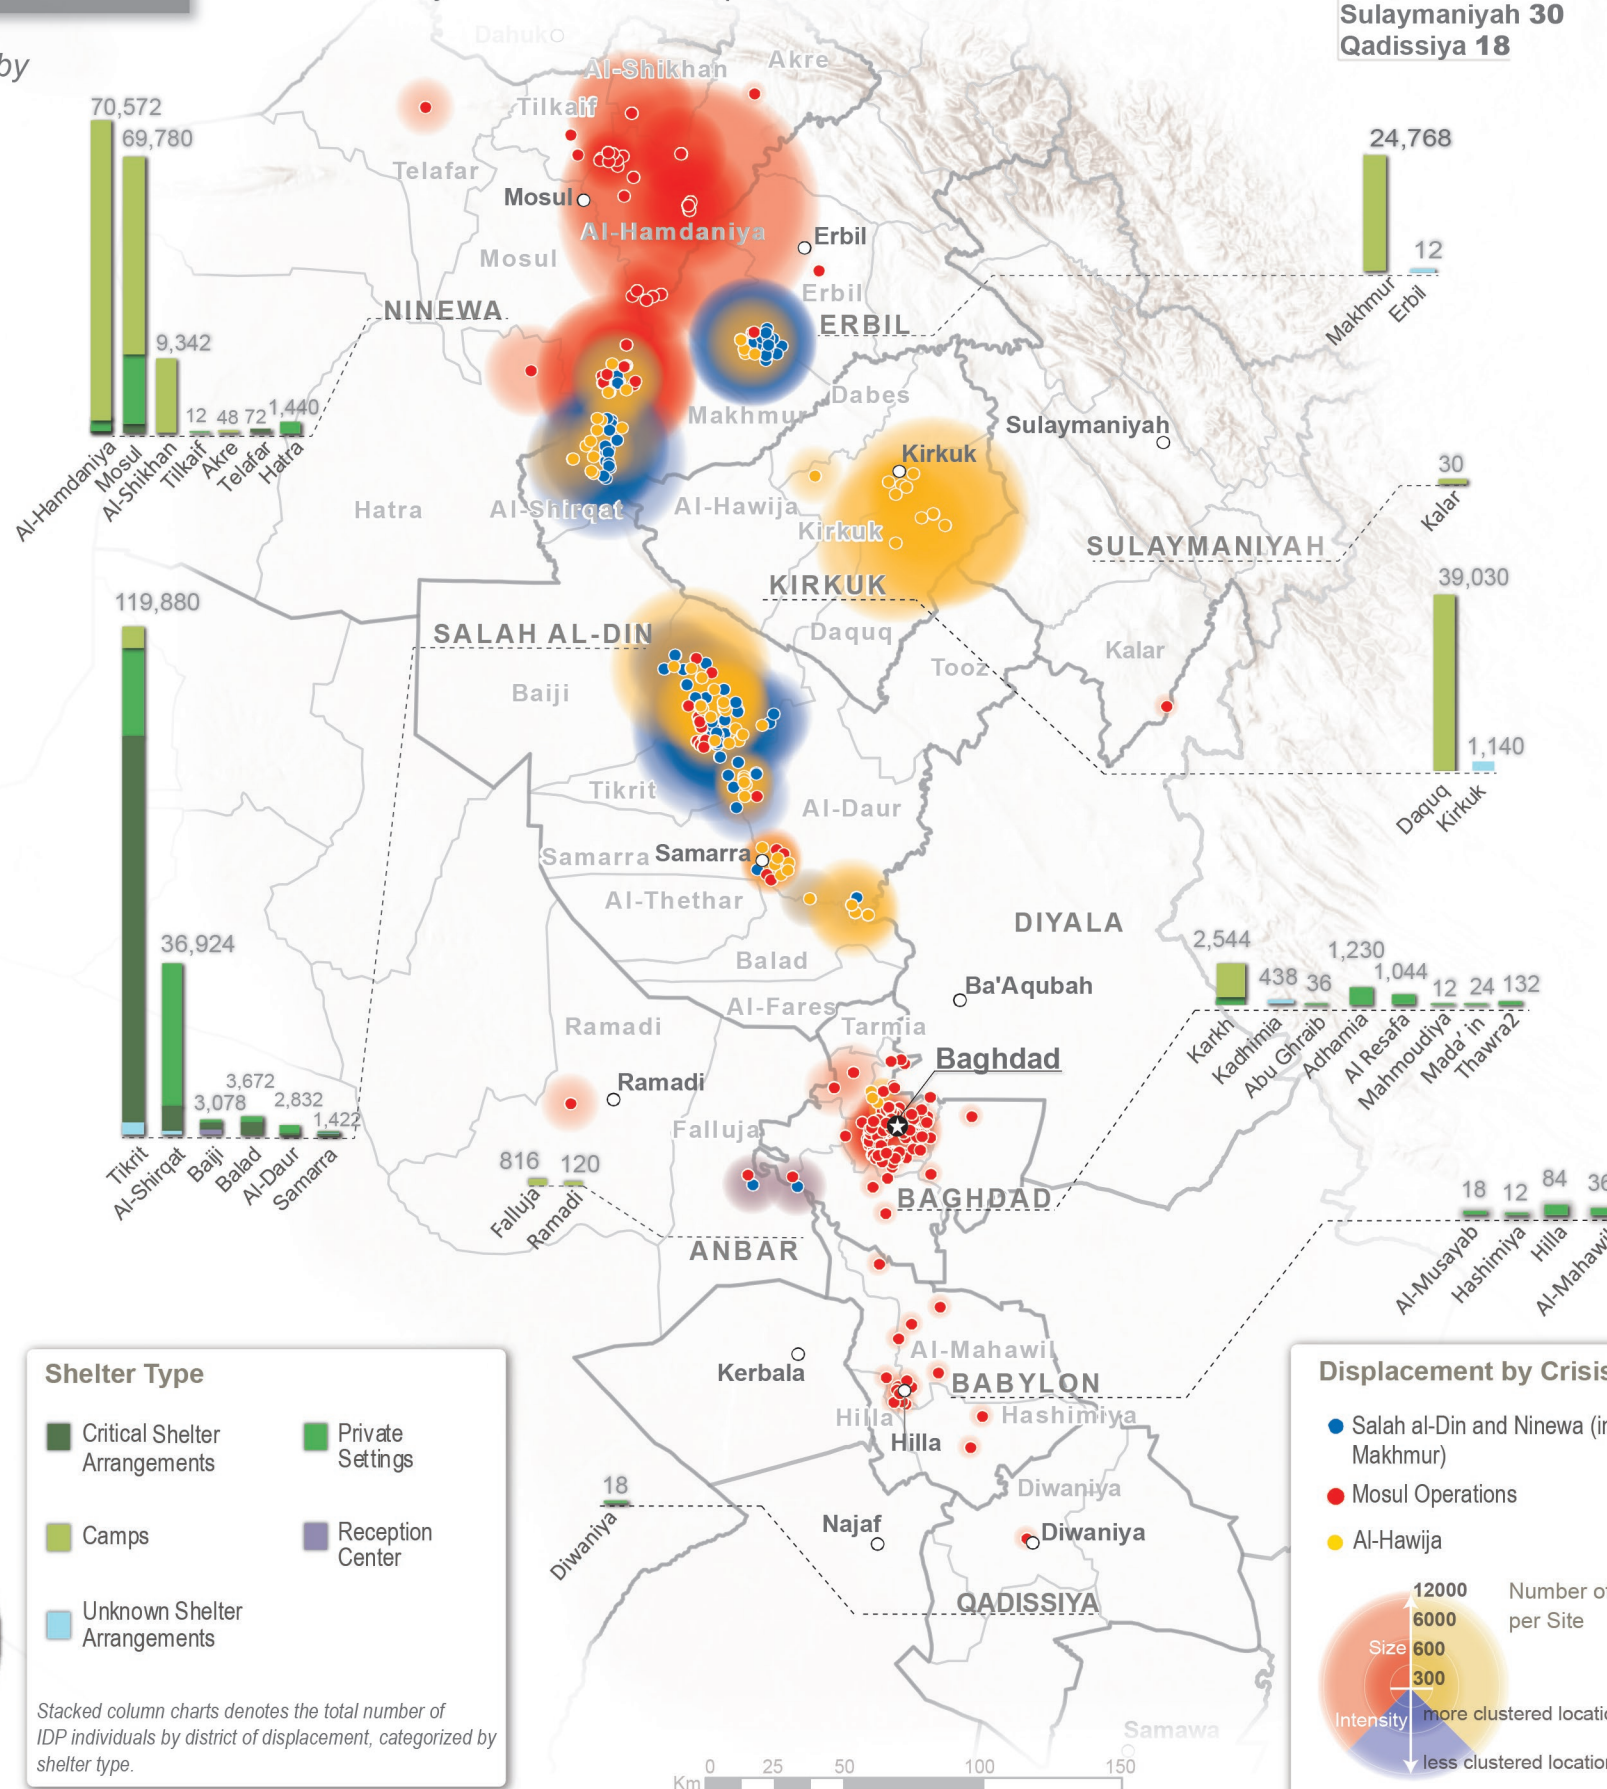 by
Sulaymaniyah 30
Qadissiya 18
Dahuk
Al-Shikhan
Akre
Tilkaif
Telafar
Mosul
Al-Hamdaniya
Mosul
Erbil
Erbil
NINEWA
ERBIL
Makhmur
Dabes
Sulaymaniyah
Kirkuk
Hatra
Al-Shirqat
Al-Hawija
Kirkuk
SULAYMANIYAH
KIRKUK
SALAH AL-DIN
Daquq
Tooz
Kalar
Baiji
Tikrit
Al-Daur
Samarra
Samarra
Al-Thethar
DIYALA
Balad
Ba'Aqubah
Al-Fares
Ramadi
Tarmia
Baghdad
Ramadi
Falluja
BAGHDAD
ANBAR
Al-Mahawil
Kerbala
BABYLON
Hilla
Hashimiya
Hilla
Diwaniya
Najaf
Diwaniya
QADISSIYA
Samawa
70,572
69,780
9,342
12
48
72
1,440
Al-Hamdaniya
Mosul
Al-Shikhan
Tilkaif
Akre
Telafar
Hatra
24,768
12
Makhmur
Erbil
30
Kalar
39,030
1,140
Daquq
Kirkuk
119,880
36,924
3,078
3,672
2,832
1,422
Tikrit
Al-Shirqat
Baiji
Balad
Al-Daur
Samarra
2,544
438
36
1,230
1,044
12
24
132
Karkh
Kadhimia
Abu Ghraib
Adhamia
Al Resafa
Mahmoudiya
Mada' in
Thawra2
816
120
Falluja
Ramadi
18
12
84
36
Al-Musayab
Hashimiya
Hilla
Al-Mahawil
18
Diwaniya
Shelter Type
Critical Shelter
Arrangements
Private
Settings
Camps
Reception
Center
Unknown Shelter
Arrangements
Stacked column charts denotes the total number of
IDP individuals by district of displacement, categorized by
shelter type.
Displacement by Crisis
Salah al-Din and Ninewa (in
Makhmur)
Mosul Operations
Al-Hawija
12000
6000
600
300
Number of
per Site
Size
Intensity
more clustered locatio
less clustered location
Km
0 25 50 100 150